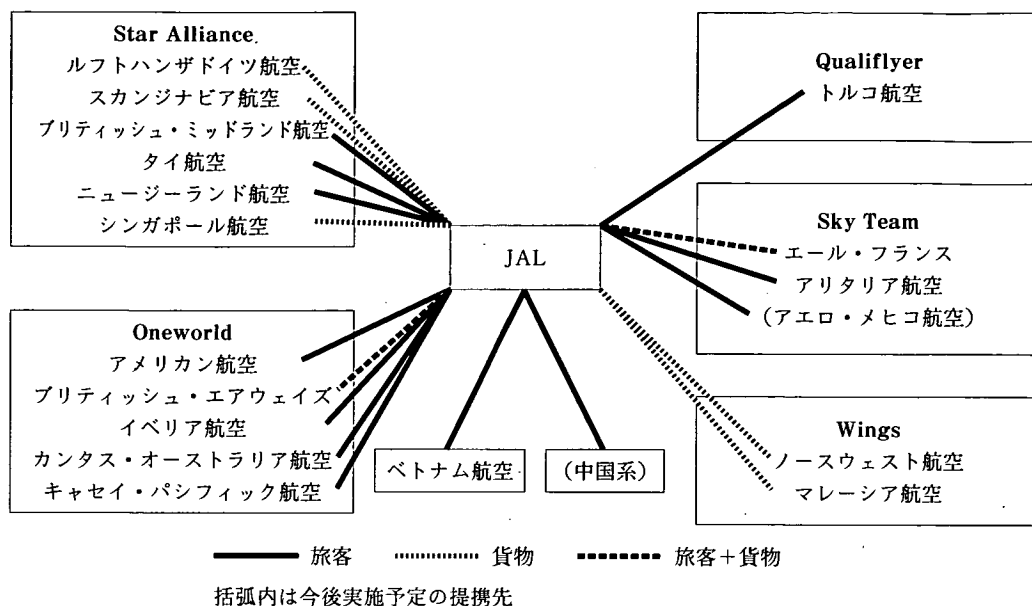 Star Alliance
ルフトハンザドイツ航空
スカンジナビア航空
ブリティッシュ・ミッドランド航空
タイ航空
ニュージーランド航空
シンガポール航空
Qualiflyer
トルコ航空
JAL
Sky Team
エール・フランス
アリタリア航空
(アエロ・メヒコ航空)
Oneworld
アメリカン航空
ブリティッシュ・エアウェイズ
イベリア航空
カンタス・オーストラリア航空
キャセイ・パシフィック航空
ベトナム航空
(中国系)
Wings
ノースウェスト航空
マレーシア航空
旅客 貨物 旅客+貨物
括弧内は今後実施予定の提携先